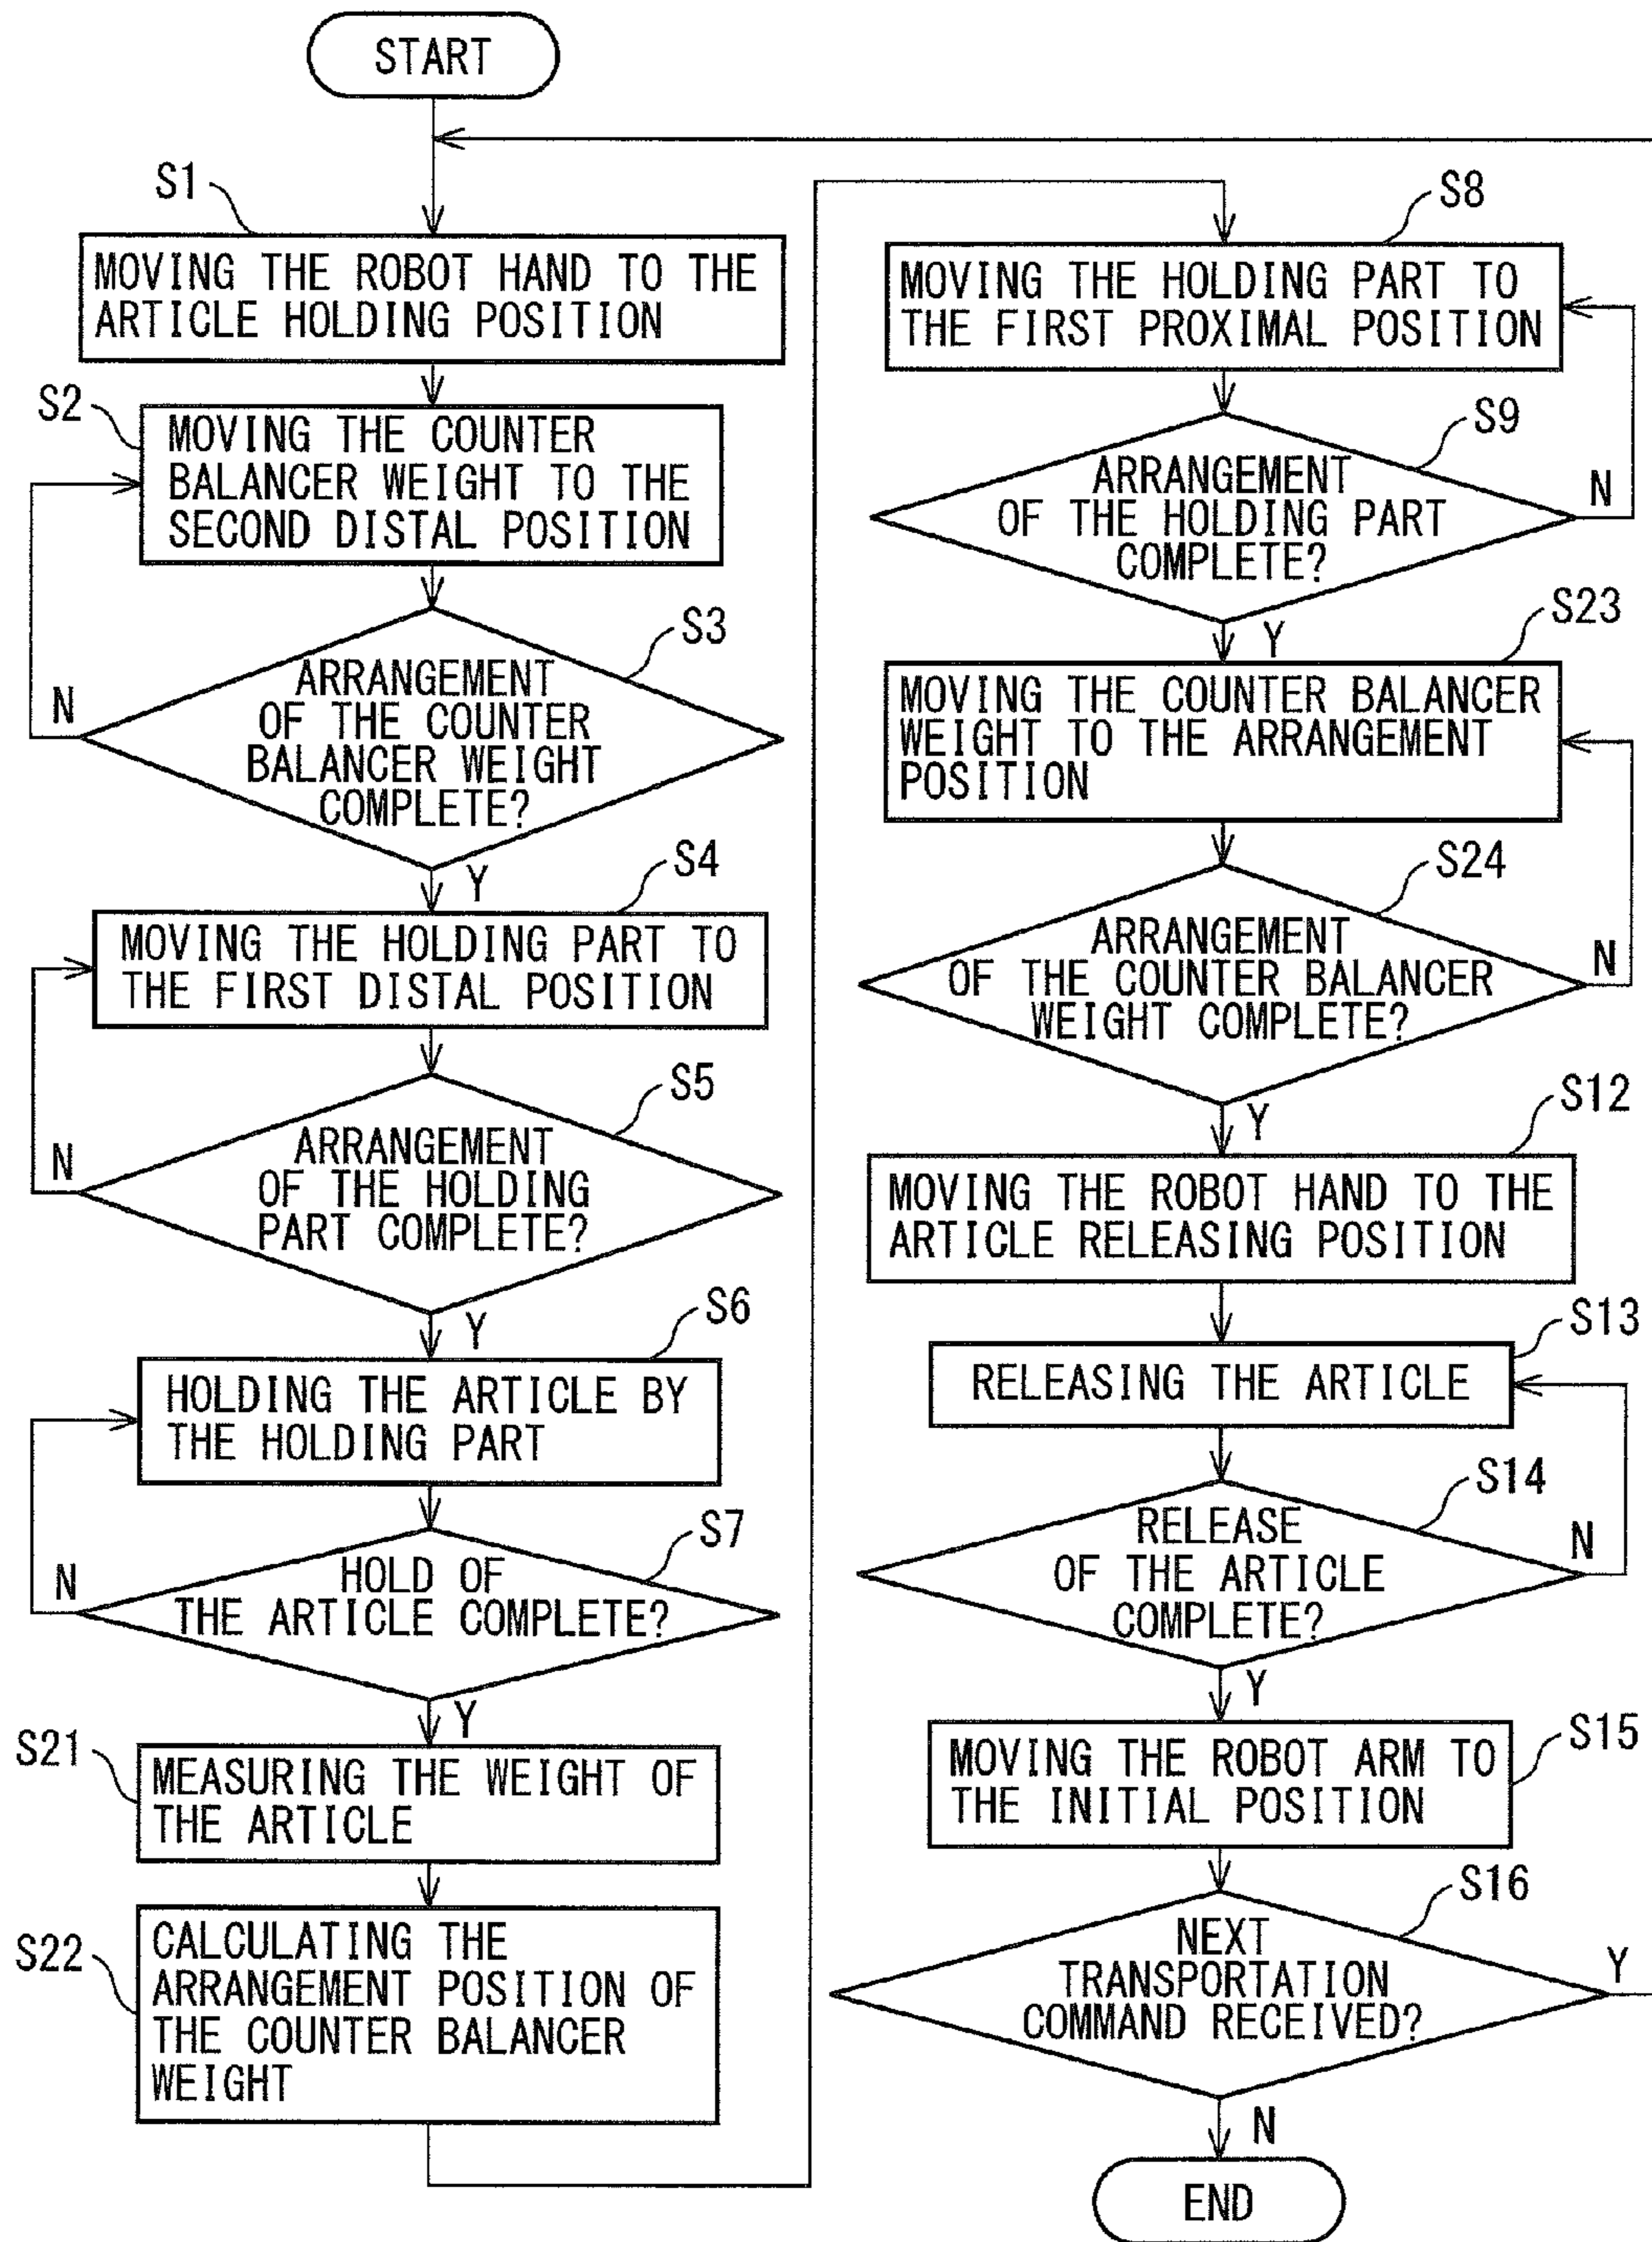 START
S1
MOVING THE ROBOT HAND TO THE
ARTICLE HOLDING POSITION
S2
MOVING THE COUNTER
BALANCER WEIGHT TO THE
SECOND DISTAL POSITION
S3
ARRANGEMENT
OF THE COUNTER
BALANCER WEIGHT
COMPLETE?
N
Y
S4
MOVING THE HOLDING PART TO
THE FIRST DISTAL POSITION
S5
ARRANGEMENT
OF THE HOLDING
PART COMPLETE?
N
Y
S6
HOLDING THE ARTICLE BY
THE HOLDING PART
S7
HOLD OF
THE ARTICLE COMPLETE?
N
Y
S21
MEASURING THE WEIGHT OF
THE ARTICLE
S22
CALCULATING THE
ARRANGEMENT POSITION OF
THE COUNTER BALANCER
WEIGHT
S8
MOVING THE HOLDING PART TO
THE FIRST PROXIMAL POSITION
S9
ARRANGEMENT
OF THE HOLDING PART
COMPLETE?
N
Y
S23
MOVING THE COUNTER BALANCER
WEIGHT TO THE ARRANGEMENT
POSITION
S24
ARRANGEMENT
OF THE COUNTER BALANCER
WEIGHT COMPLETE?
N
Y
S12
MOVING THE ROBOT HAND TO THE
ARTICLE RELEASING POSITION
S13
RELEASING THE ARTICLE
S14
RELEASE
OF THE ARTICLE
COMPLETE?
N
Y
S15
MOVING THE ROBOT ARM TO
THE INITIAL POSITION
S16
NEXT
TRANSPORTATION
COMMAND RECEIVED?
Y
N
END